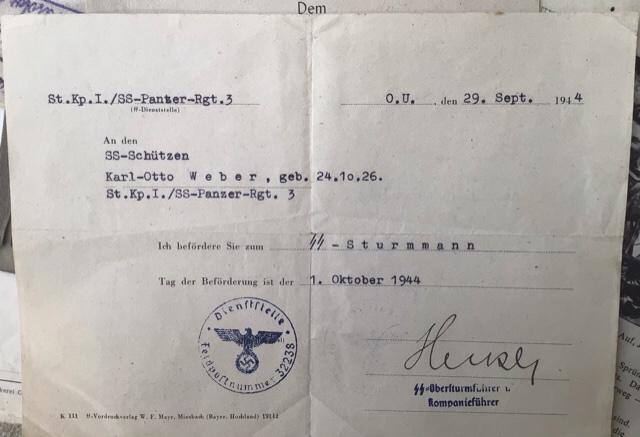 Dem
St.Kp.I./SS-Panzer-Rgt.3
(ᛋᛋ-Dienststelle)
O.U. , den 29. Sept. 1944
An den
SS-Schützen
Karl-Otto W e b e r , geb. 24.10.26.
St.Kp.I./SS-Panzer-Rgt. 3
Ich befördere Sie zum ᛋᛋ - S t u r m m a n n
Tag der Beförderung ist der 1. Oktober 1944
Dienststelle
Feldpostnummer 32238
ᛋᛋ-Obersturmführer u.
Kompanieführer
K 111 ᛋᛋ-Vordruckverlag W. F. Mayr, Miesbach (Bayer. Hochland)